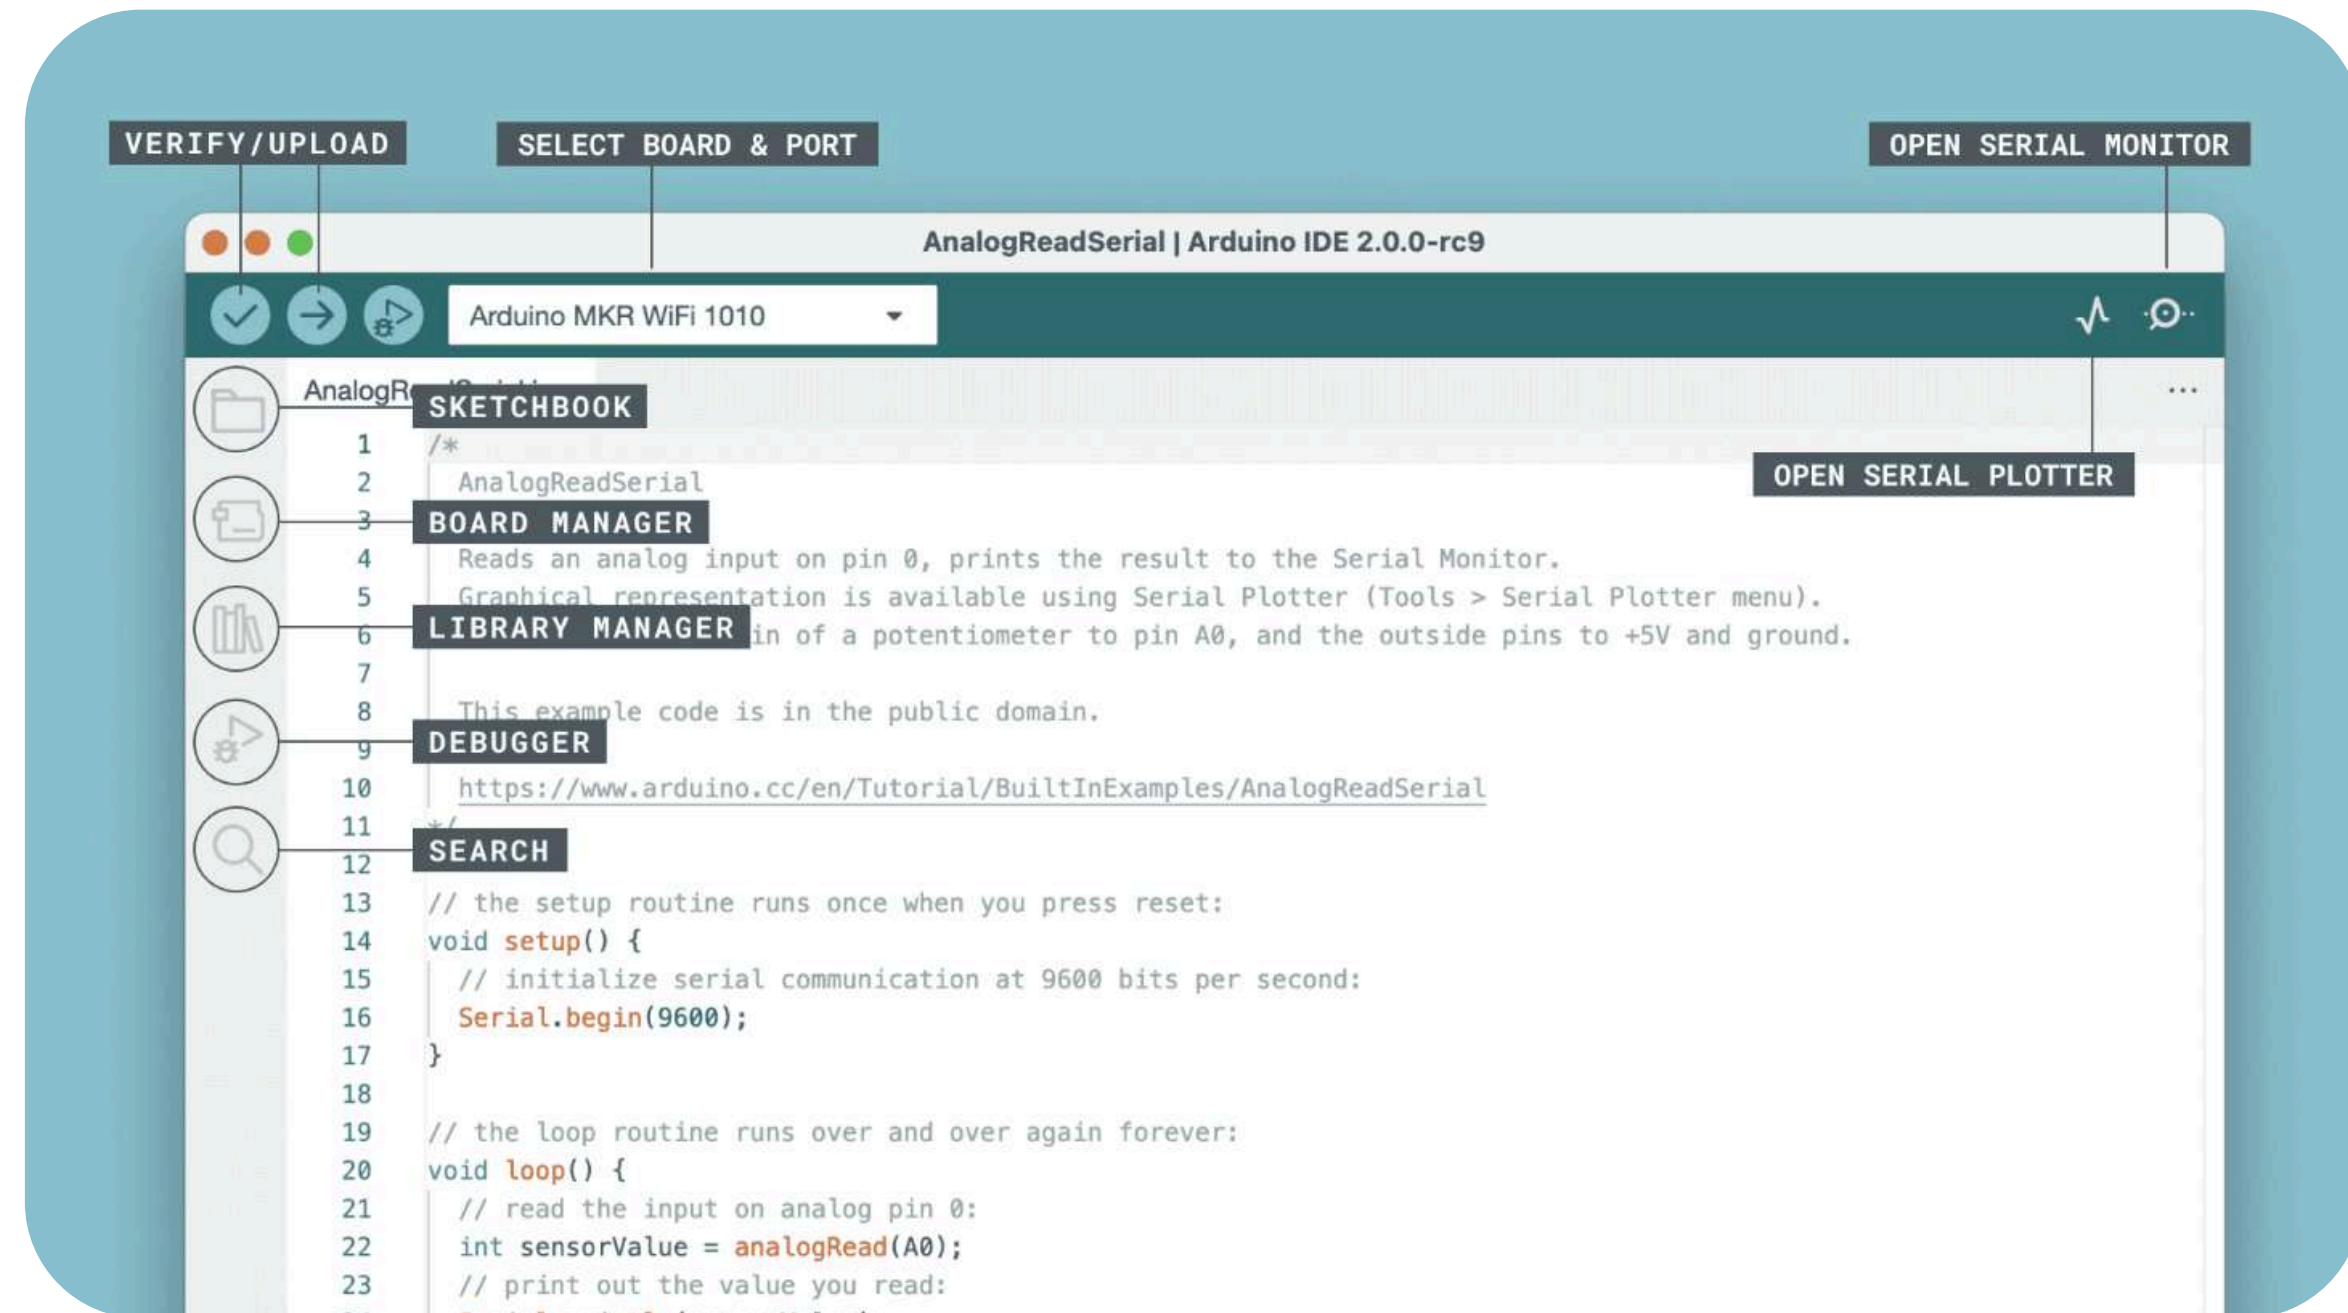 VERIFY/UPLOAD
SELECT BOARD & PORT
OPEN SERIAL MONITOR
AnalogReadSerial | Arduino IDE 2.0.0-rc9
Arduino MKR WiFi 1010
SKETCHBOOK
1 /*
2 AnalogReadSerial
OPEN SERIAL PLOTTER
3
BOARD MANAGER
4 Reads an analog input on pin 0, prints the result to the Serial Monitor.
5 Graphical representation is available using Serial Plotter (Tools > Serial Plotter menu).
LIBRARY MANAGER
6 of a potentiometer to pin A0, and the outside pins to +5V and ground.
7
8 This example code is in the public domain.
9
DEBUGGER
10 https://www.arduino.cc/en/Tutorial/BuiltInExamples/AnalogReadSerial
11 */
SEARCH
12
13 // the setup routine runs once when you press reset:
14 void setup() {
15 // initialize serial communication at 9600 bits per second:
16 Serial.begin(9600);
17 }
18
19 // the loop routine runs over and over again forever:
20 void loop() {
21 // read the input on analog pin 0:
22 int sensorValue = analogRead(A0);
23 // print out the value you read: